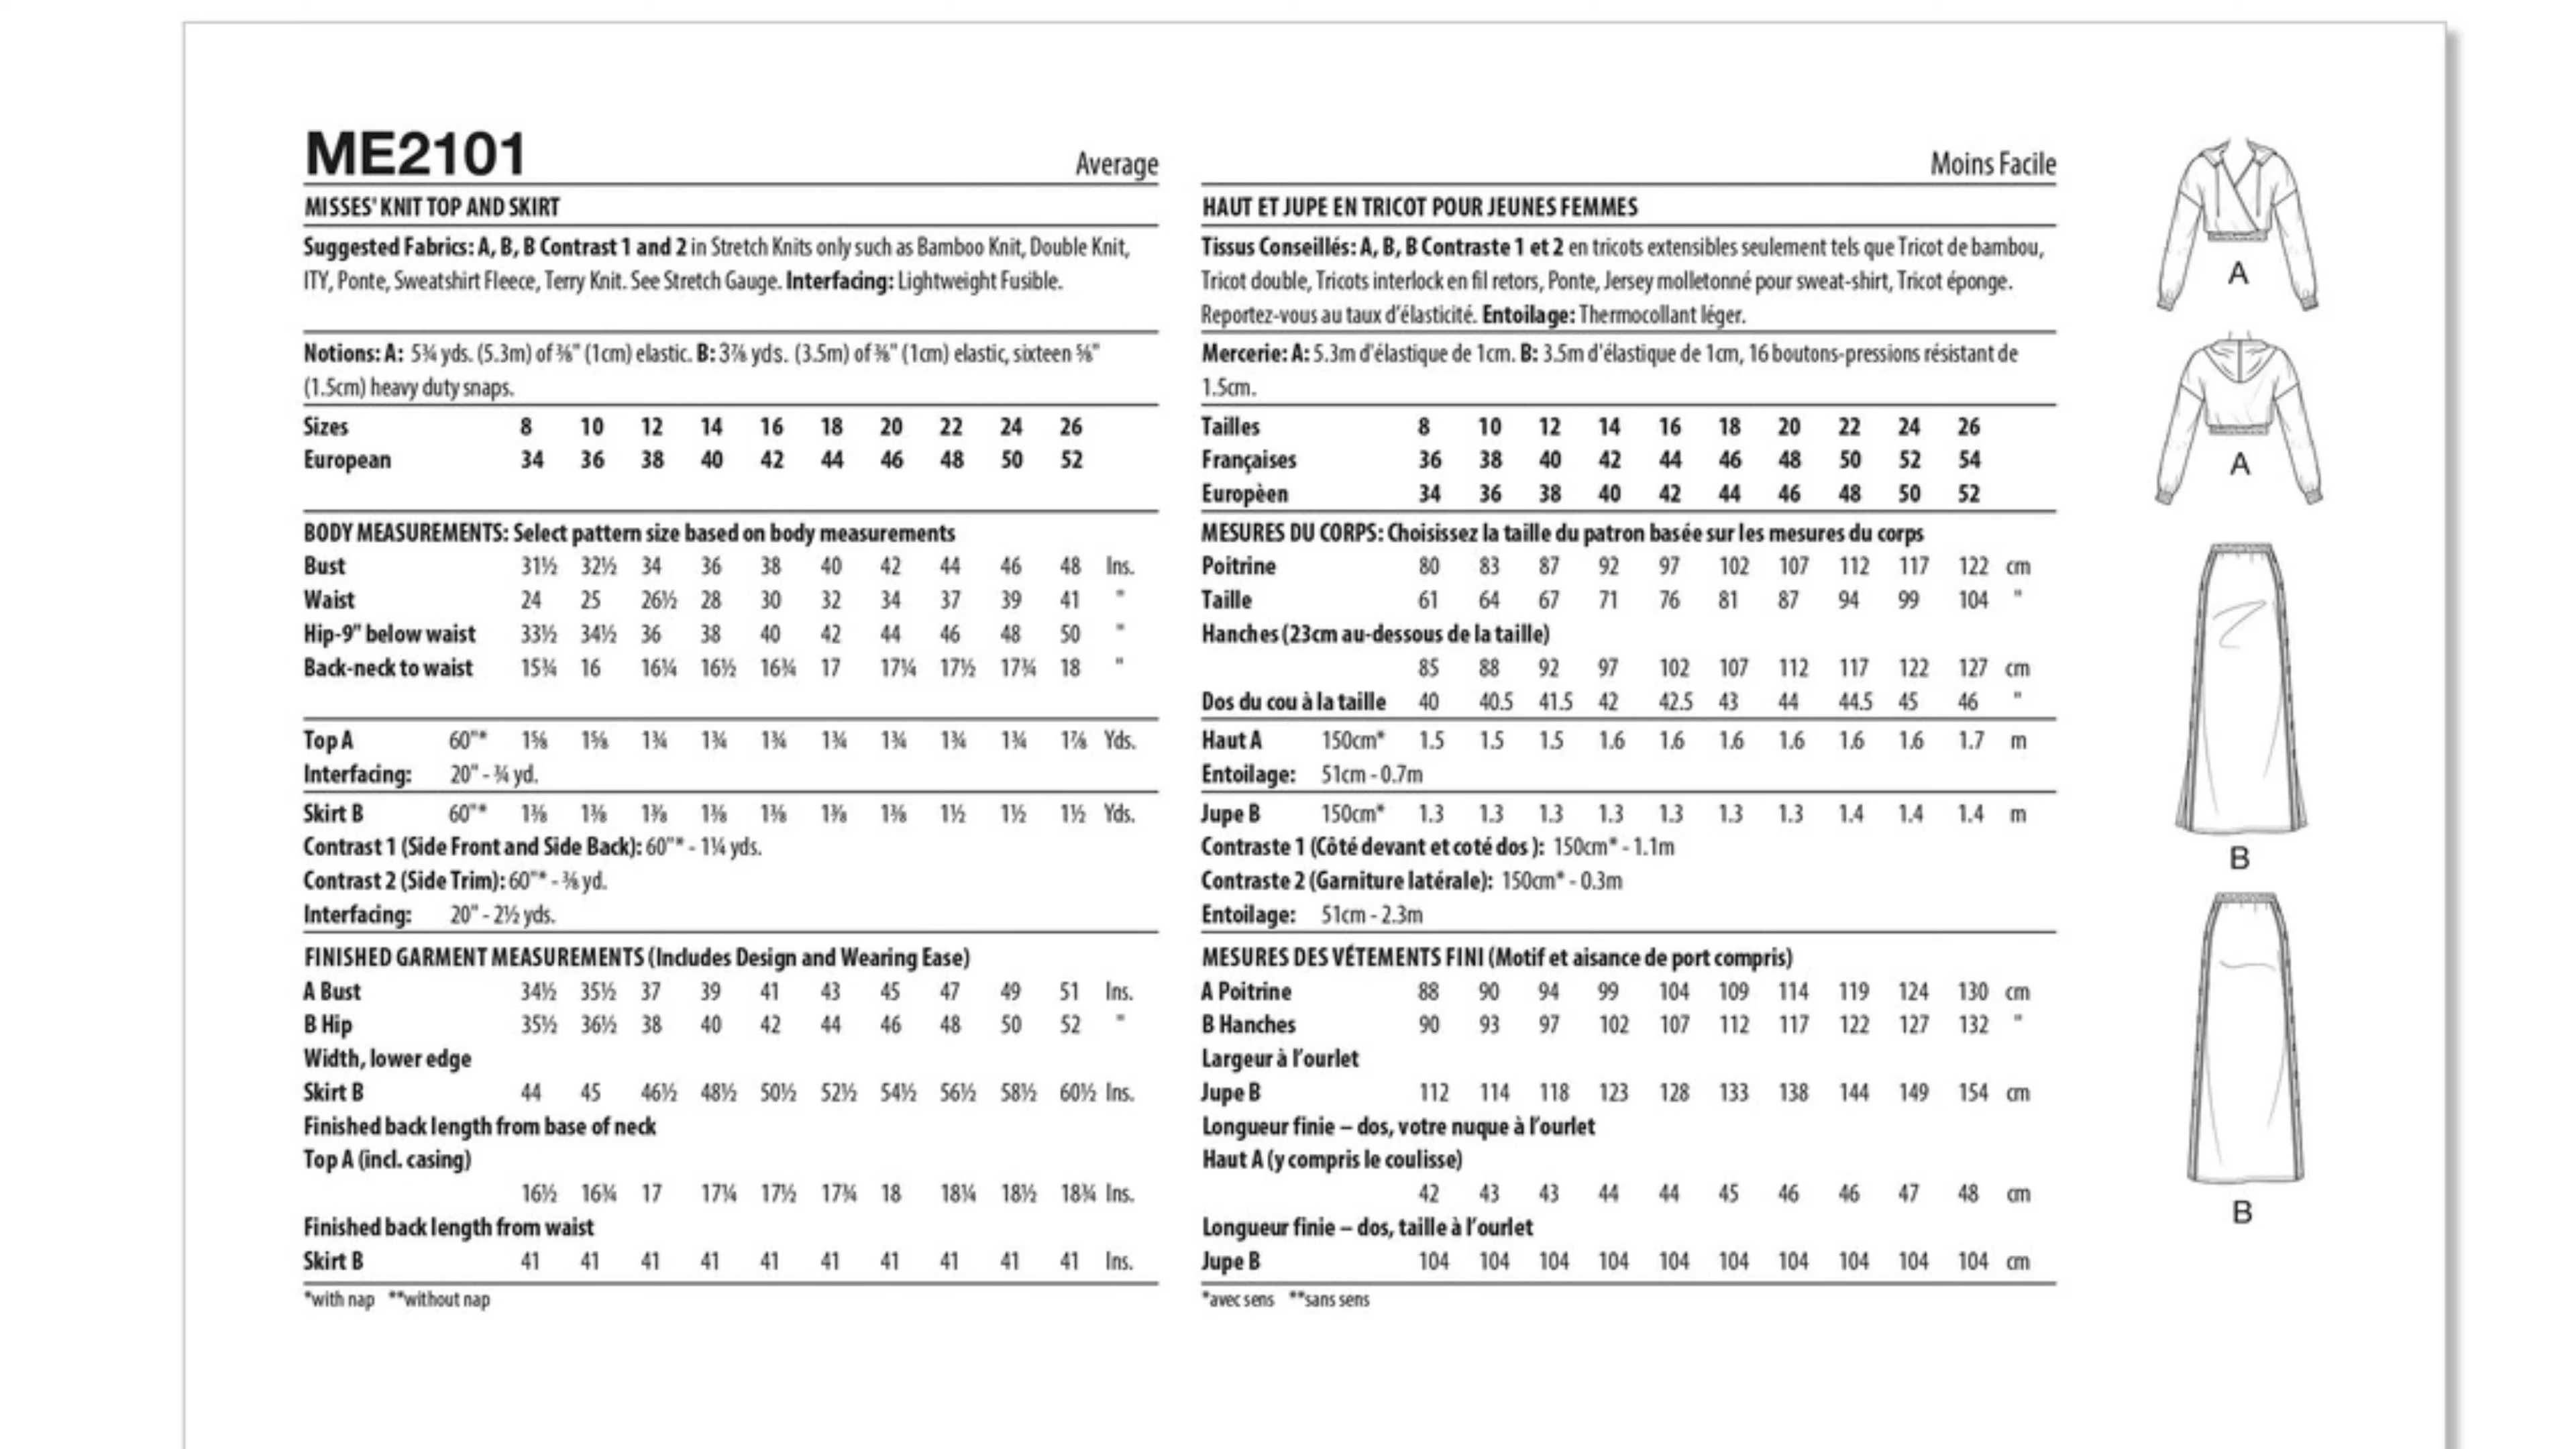 ME2101 Average
MISSES' KNIT TOP AND SKIRT
Suggested Fabrics: A, B, B Contrast 1 and 2 in Stretch Knits only such as Bamboo Knit, Double Knit,
ITY, Ponte, Sweatshirt Fleece, Terry Knit. See Stretch Gauge. Interfacing: Lightweight Fusible.
Notions: A: 5¾ yds. (5.3m) of ⅜" (1cm) elastic. B: 3⅞ yds. (3.5m) of ⅜" (1cm) elastic, sixteen ⅝"
(1.5cm) heavy duty snaps.
Sizes 8 10 12 14 16 18 20 22 24 26
European 34 36 38 40 42 44 46 48 50 52
BODY MEASUREMENTS: Select pattern size based on body measurements
Bust 31½ 32½ 34 36 38 40 42 44 46 48 Ins.
Waist 24 25 26½ 28 30 32 34 37 39 41 "
Hip-9" below waist 33½ 34½ 36 38 40 42 44 46 48 50 "
Back-neck to waist 15¾ 16 16¼ 16½ 16¾ 17 17¼ 17½ 17¾ 18 "
Top A 60"* 1⅝ 1⅝ 1¾ 1¾ 1¾ 1¾ 1¾ 1¾ 1¾ 1⅞ Yds.
Interfacing: 20" - ¾ yd.
Skirt B 60"* 1⅜ 1⅜ 1⅜ 1⅜ 1⅜ 1⅜ 1⅜ 1½ 1½ 1½ Yds.
Contrast 1 (Side Front and Side Back): 60"* - 1¼ yds.
Contrast 2 (Side Trim): 60"* - ⅜ yd.
Interfacing: 20" - 2½ yds.
FINISHED GARMENT MEASUREMENTS (Includes Design and Wearing Ease)
A Bust 34½ 35½ 37 39 41 43 45 47 49 51 Ins.
B Hip 35½ 36½ 38 40 42 44 46 48 50 52 "
Width, lower edge
Skirt B 44 45 46½ 48½ 50½ 52½ 54½ 56½ 58½ 60½ Ins.
Finished back length from base of neck
Top A (incl. casing)
16½ 16¾ 17 17¼ 17½ 17¾ 18 18¼ 18½ 18¾ Ins.
Finished back length from waist
Skirt B 41 41 41 41 41 41 41 41 41 41 Ins.
*with nap **without nap
Moins Facile
HAUT ET JUPE EN TRICOT POUR JEUNES FEMMES
Tissus Conseillés: A, B, B Contraste 1 et 2 en tricots extensibles seulement tels que Tricot de bambou,
Tricot double, Tricots interlock en fil retors, Ponte, Jersey molletonné pour sweat-shirt, Tricot éponge.
Reportez-vous au taux d'élasticité. Entoilage: Thermocollant léger.
Mercerie: A: 5.3m d'élastique de 1cm. B: 3.5m d'élastique de 1cm, 16 boutons-pressions résistant de
1.5cm.
Tailles 8 10 12 14 16 18 20 22 24 26
Françaises 36 38 40 42 44 46 48 50 52 54
Europèen 34 36 38 40 42 44 46 48 50 52
MESURES DU CORPS: Choisissez la taille du patron basée sur les mesures du corps
Poitrine 80 83 87 92 97 102 107 112 117 122 cm
Taille 61 64 67 71 76 81 87 94 99 104 "
Hanches (23cm au-dessous de la taille)
85 88 92 97 102 107 112 117 122 127 cm
Dos du cou à la taille 40 40.5 41.5 42 42.5 43 44 44.5 45 46 "
Haut A 150cm* 1.5 1.5 1.5 1.6 1.6 1.6 1.6 1.6 1.6 1.7 m
Entoilage: 51cm - 0.7m
Jupe B 150cm* 1.3 1.3 1.3 1.3 1.3 1.3 1.3 1.4 1.4 1.4 m
Contraste 1 (Côté devant et coté dos ): 150cm* - 1.1m
Contraste 2 (Garniture latérale): 150cm* - 0.3m
Entoilage: 51cm - 2.3m
MESURES DES VÉTEMENTS FINI (Motif et aisance de port compris)
A Poitrine 88 90 94 99 104 109 114 119 124 130 cm
B Hanches 90 93 97 102 107 112 117 122 127 132 "
Largeur à l'ourlet
Jupe B 112 114 118 123 128 133 138 144 149 154 cm
Longueur finie – dos, votre nuque à l'ourlet
Haut A (y compris le coulisse)
42 43 43 44 44 45 46 46 47 48 cm
Longueur finie – dos, taille à l'ourlet
Jupe B 104 104 104 104 104 104 104 104 104 104 cm
*avec sens **sans sens
A
A
B
B